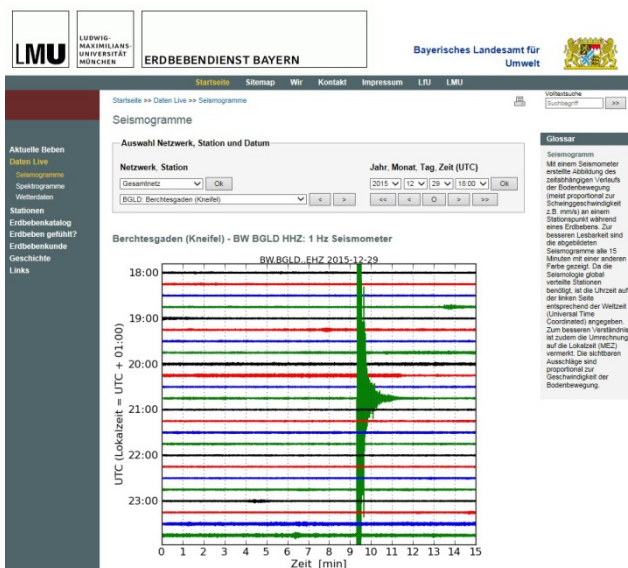 LMU
LUDWIG-
MAXIMILIANS-
UNIVERSITÄT
MÜNCHEN
ERDBEBENDIENST BAYERN
Bayerisches Landesamt für
Umwelt
Startseite Sitemap Wir Kontakt Impressum LfU LMU
Startseite >> Daten Live >> Seismogramme
Volltextsuche
Suchbegriff >>
Seismogramme
Auswahl Netzwerk, Station und Datum
Netzwerk, Station
Jahr, Monat, Tag, Zeit (UTC)
Gesamtnetz Ok
2015 12 29 18:00 Ok
BGLD: Berchtesgaden (Kneifel) < >
<< < O > >>
Aktuelle Beben
Daten Live
Seismogramme
Spektrogramme
Wetterdaten
Stationen
Erdbebenkatalog
Erdbeben gefühlt?
Erdbebenkunde
Geschichte
Links
Berchtesgaden (Kneifel) - BW BGLD HHZ: 1 Hz Seismometer
BW.BGLD..EHZ 2015-12-29
18:00
19:00
20:00
21:00
22:00
23:00
UTC (Lokalzeit = UTC + 01:00)
0 1 2 3 4 5 6 7 8 9 10 11 12 13 14 15
Zeit [min]
Glossar
Seismogramm
Mit einem Seismometer
erstellte Abbildung des
zeitabhängigen Verlaufs
der Bodenbewegung
(meist proportional zur
Schwinggeschwindigkeit
z.B. mm/s) an einem
Stationspunkt während
eines Erdbebens. Zur
besseren Lesbarkeit sind
die abgebildeten
Seismogramme alle 15
Minuten mit einer anderen
Farbe gezeigt. Da die
Seismologie global
verteilte Stationen
benötigt, ist die Uhrzeit auf
der linken Seite
entsprechend der Weltzeit
(Universal Time
Coordinated) angegeben.
Zum besseren Verständnis
ist zudem die Umrechnung
auf die Lokalzeit (MEZ)
vermerkt. Die sichtbaren
Ausschläge sind
proportional zur
Geschwindigkeit der
Bodenbewegung.